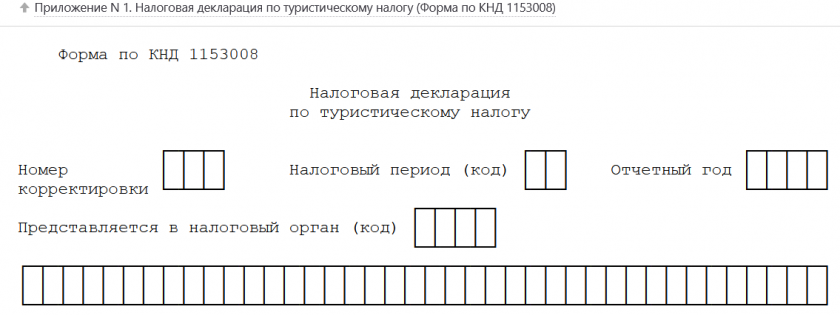 Приложение N 1. Налоговая декларация по туристическому налогу (Форма по КНД 1153008)
Форма по КНД 1153008
Налоговая декларация
по туристическому налогу
Номер
корректировки
Налоговый период (код)
Отчетный год
Представляется в налоговый орган (код)